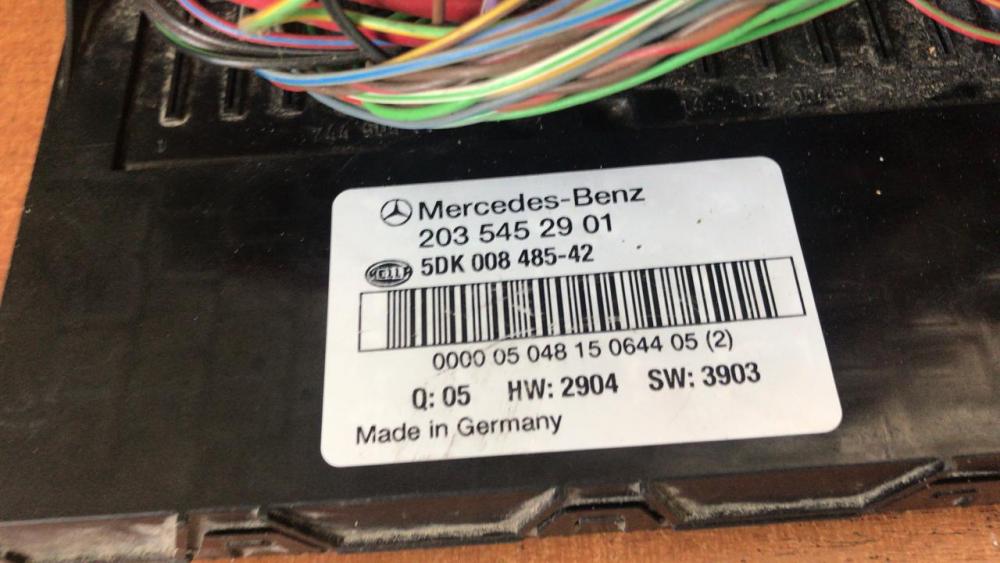 Mercedes-Benz
203 545 29 01
HELLA 5DK 008 485-42
0000 05 048 15 0644 05 (2)
Q: 05 HW: 2904 SW: 3903
Made in Germany